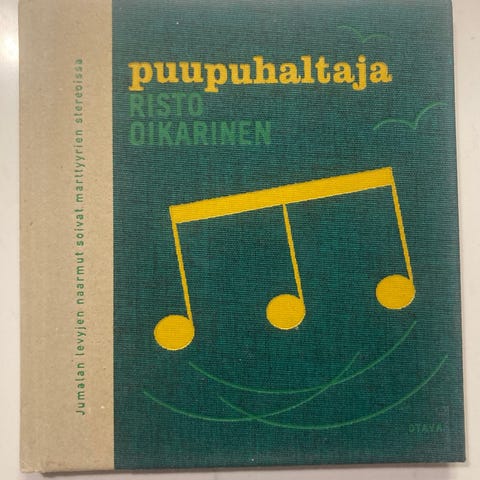 puupuhaltaja
RISTO
OIKARINEN
Jumalan levyjen naarmut soivat marttyyrien stereoissa
OTAVA